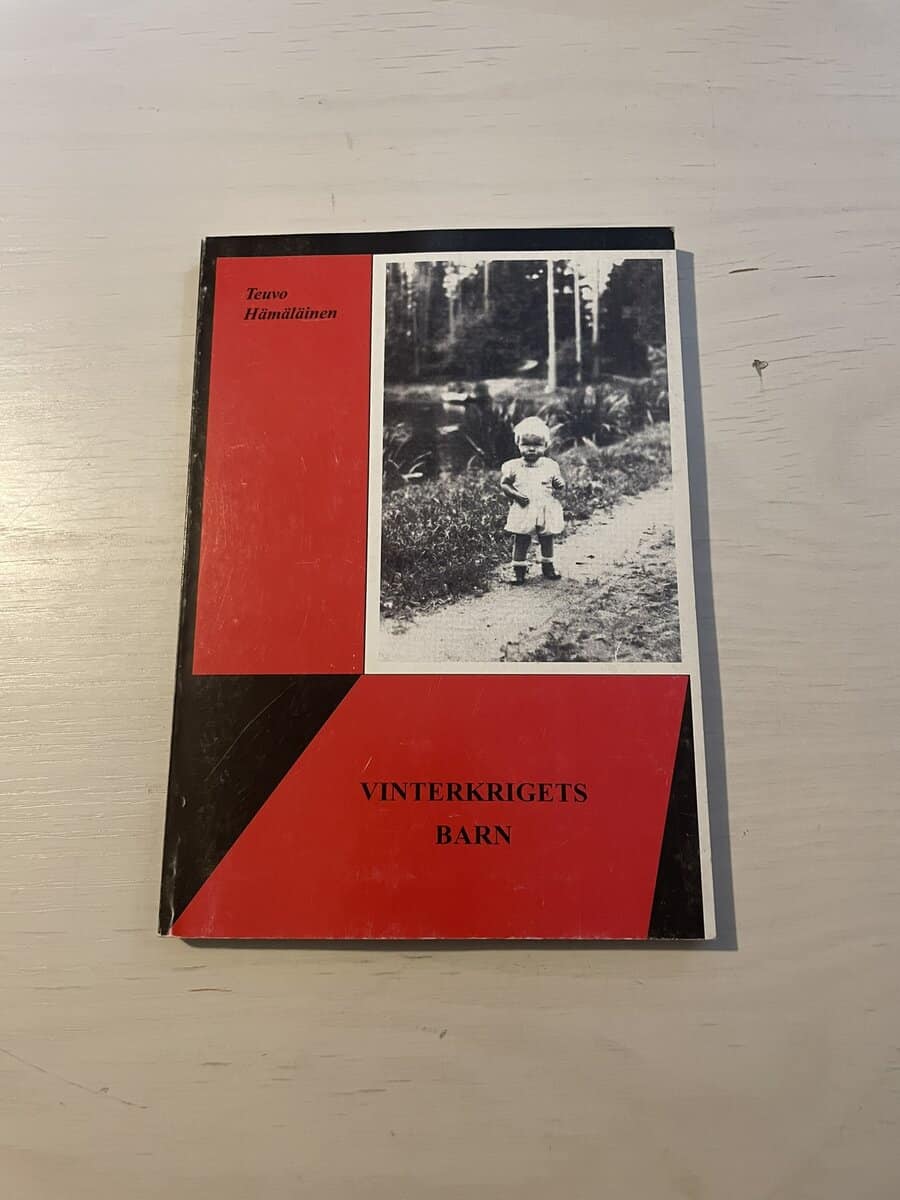 Teuvo
Hämäläinen
VINTERKRIGETS
BARN